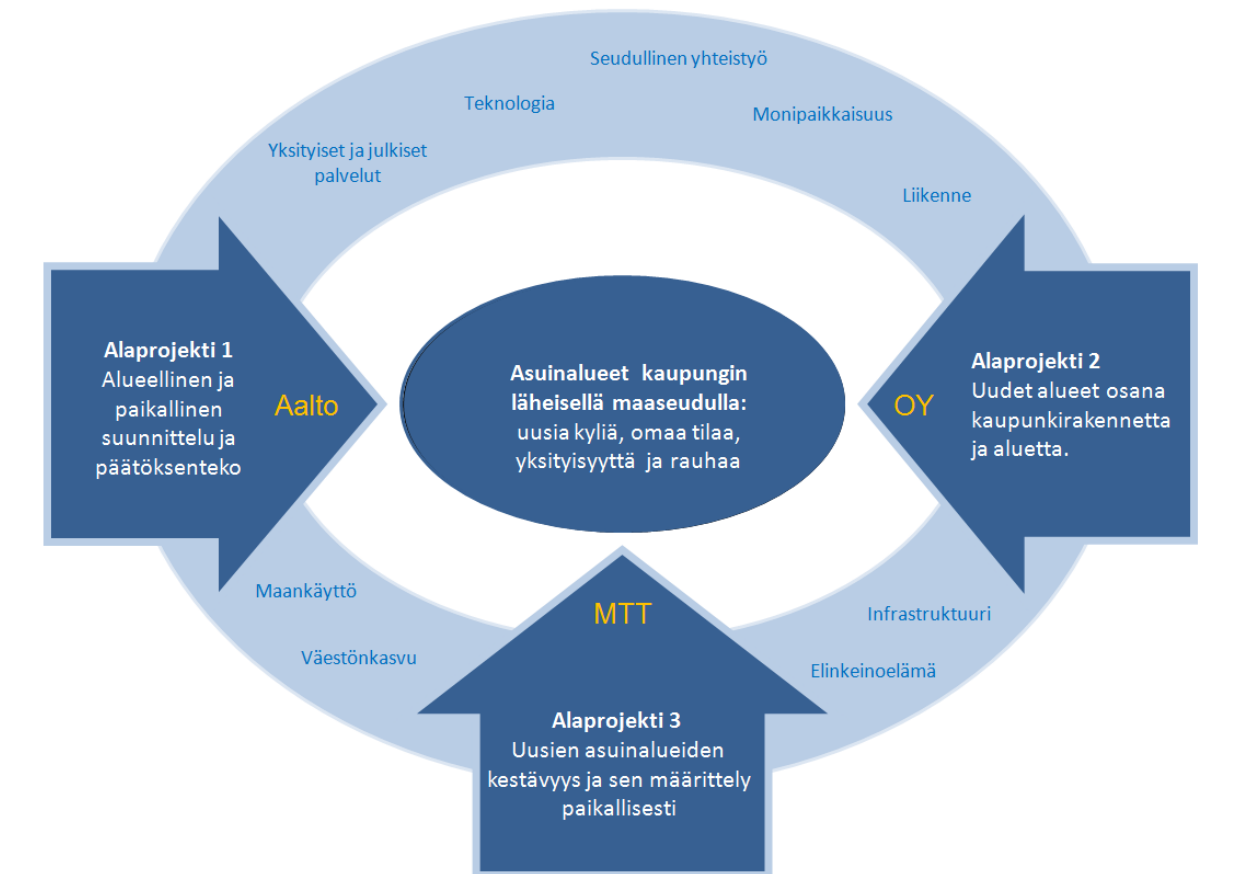 Seudullinen yhteistyö
Teknologia
Monipaikkaisuus
Yksityiset ja julkiset
palvelut
Liikenne
Alaprojekti 1
Alueellinen ja
paikallinen
suunnittelu ja
päätöksenteko
Aalto
Asuinalueet kaupungin
läheisellä maaseudulla:
uusia kyliä, omaa tilaa,
yksityisyyttä ja rauhaa
OY
Alaprojekti 2
Uudet alueet osana
kaupunkirakennetta
ja aluetta.
Maankäyttö
Väestönkasvu
MTT
Alaprojekti 3
Uusien asuinalueiden
kestävyys ja sen määrittely
paikallisesti
Infrastruktuuri
Elinkeinoelämä